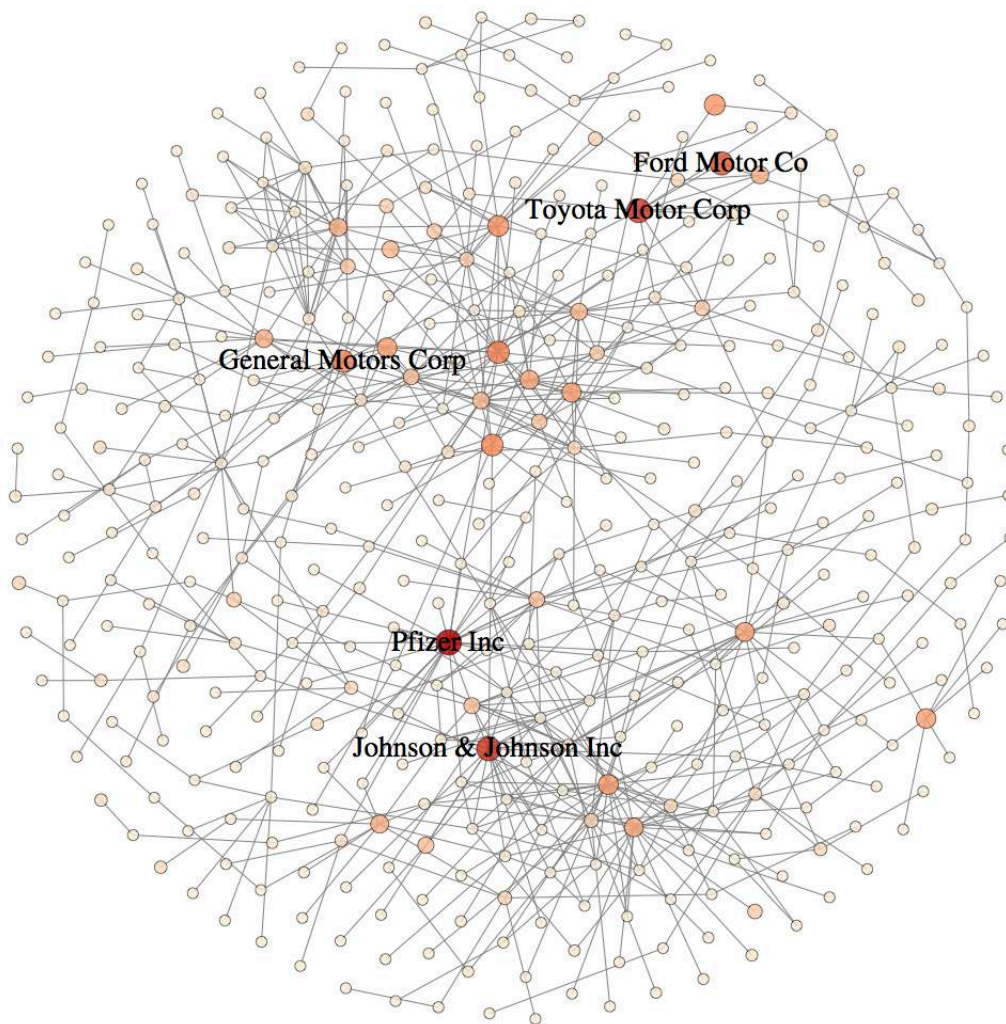 Ford Motor Co
Toyota Motor Corp
General Motors Corp
Pfizer Inc
Johnson & Johnson Inc